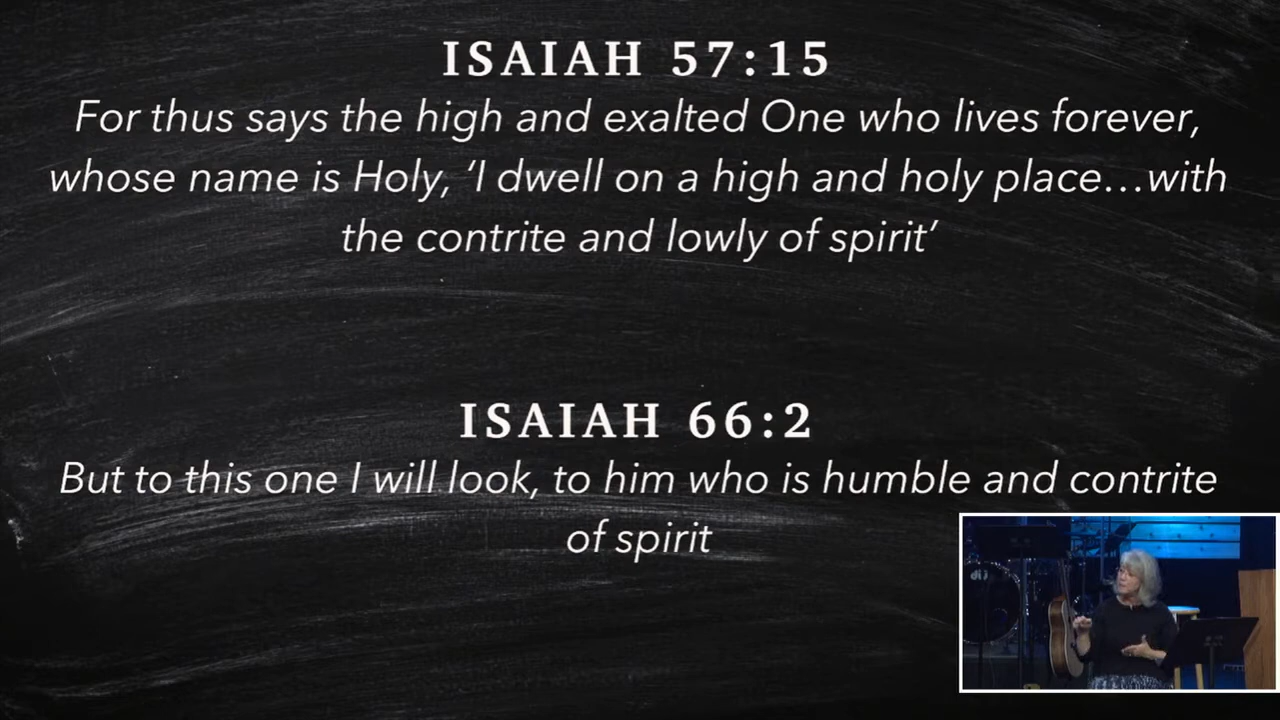 ISAIAH 57:15
For thus says the high and exalted One who lives forever,
whose name is Holy, ‘I dwell on a high and holy place…with
the contrite and lowly of spirit’
ISAIAH 66:2
But to this one I will look, to him who is humble and contrite
of spirit